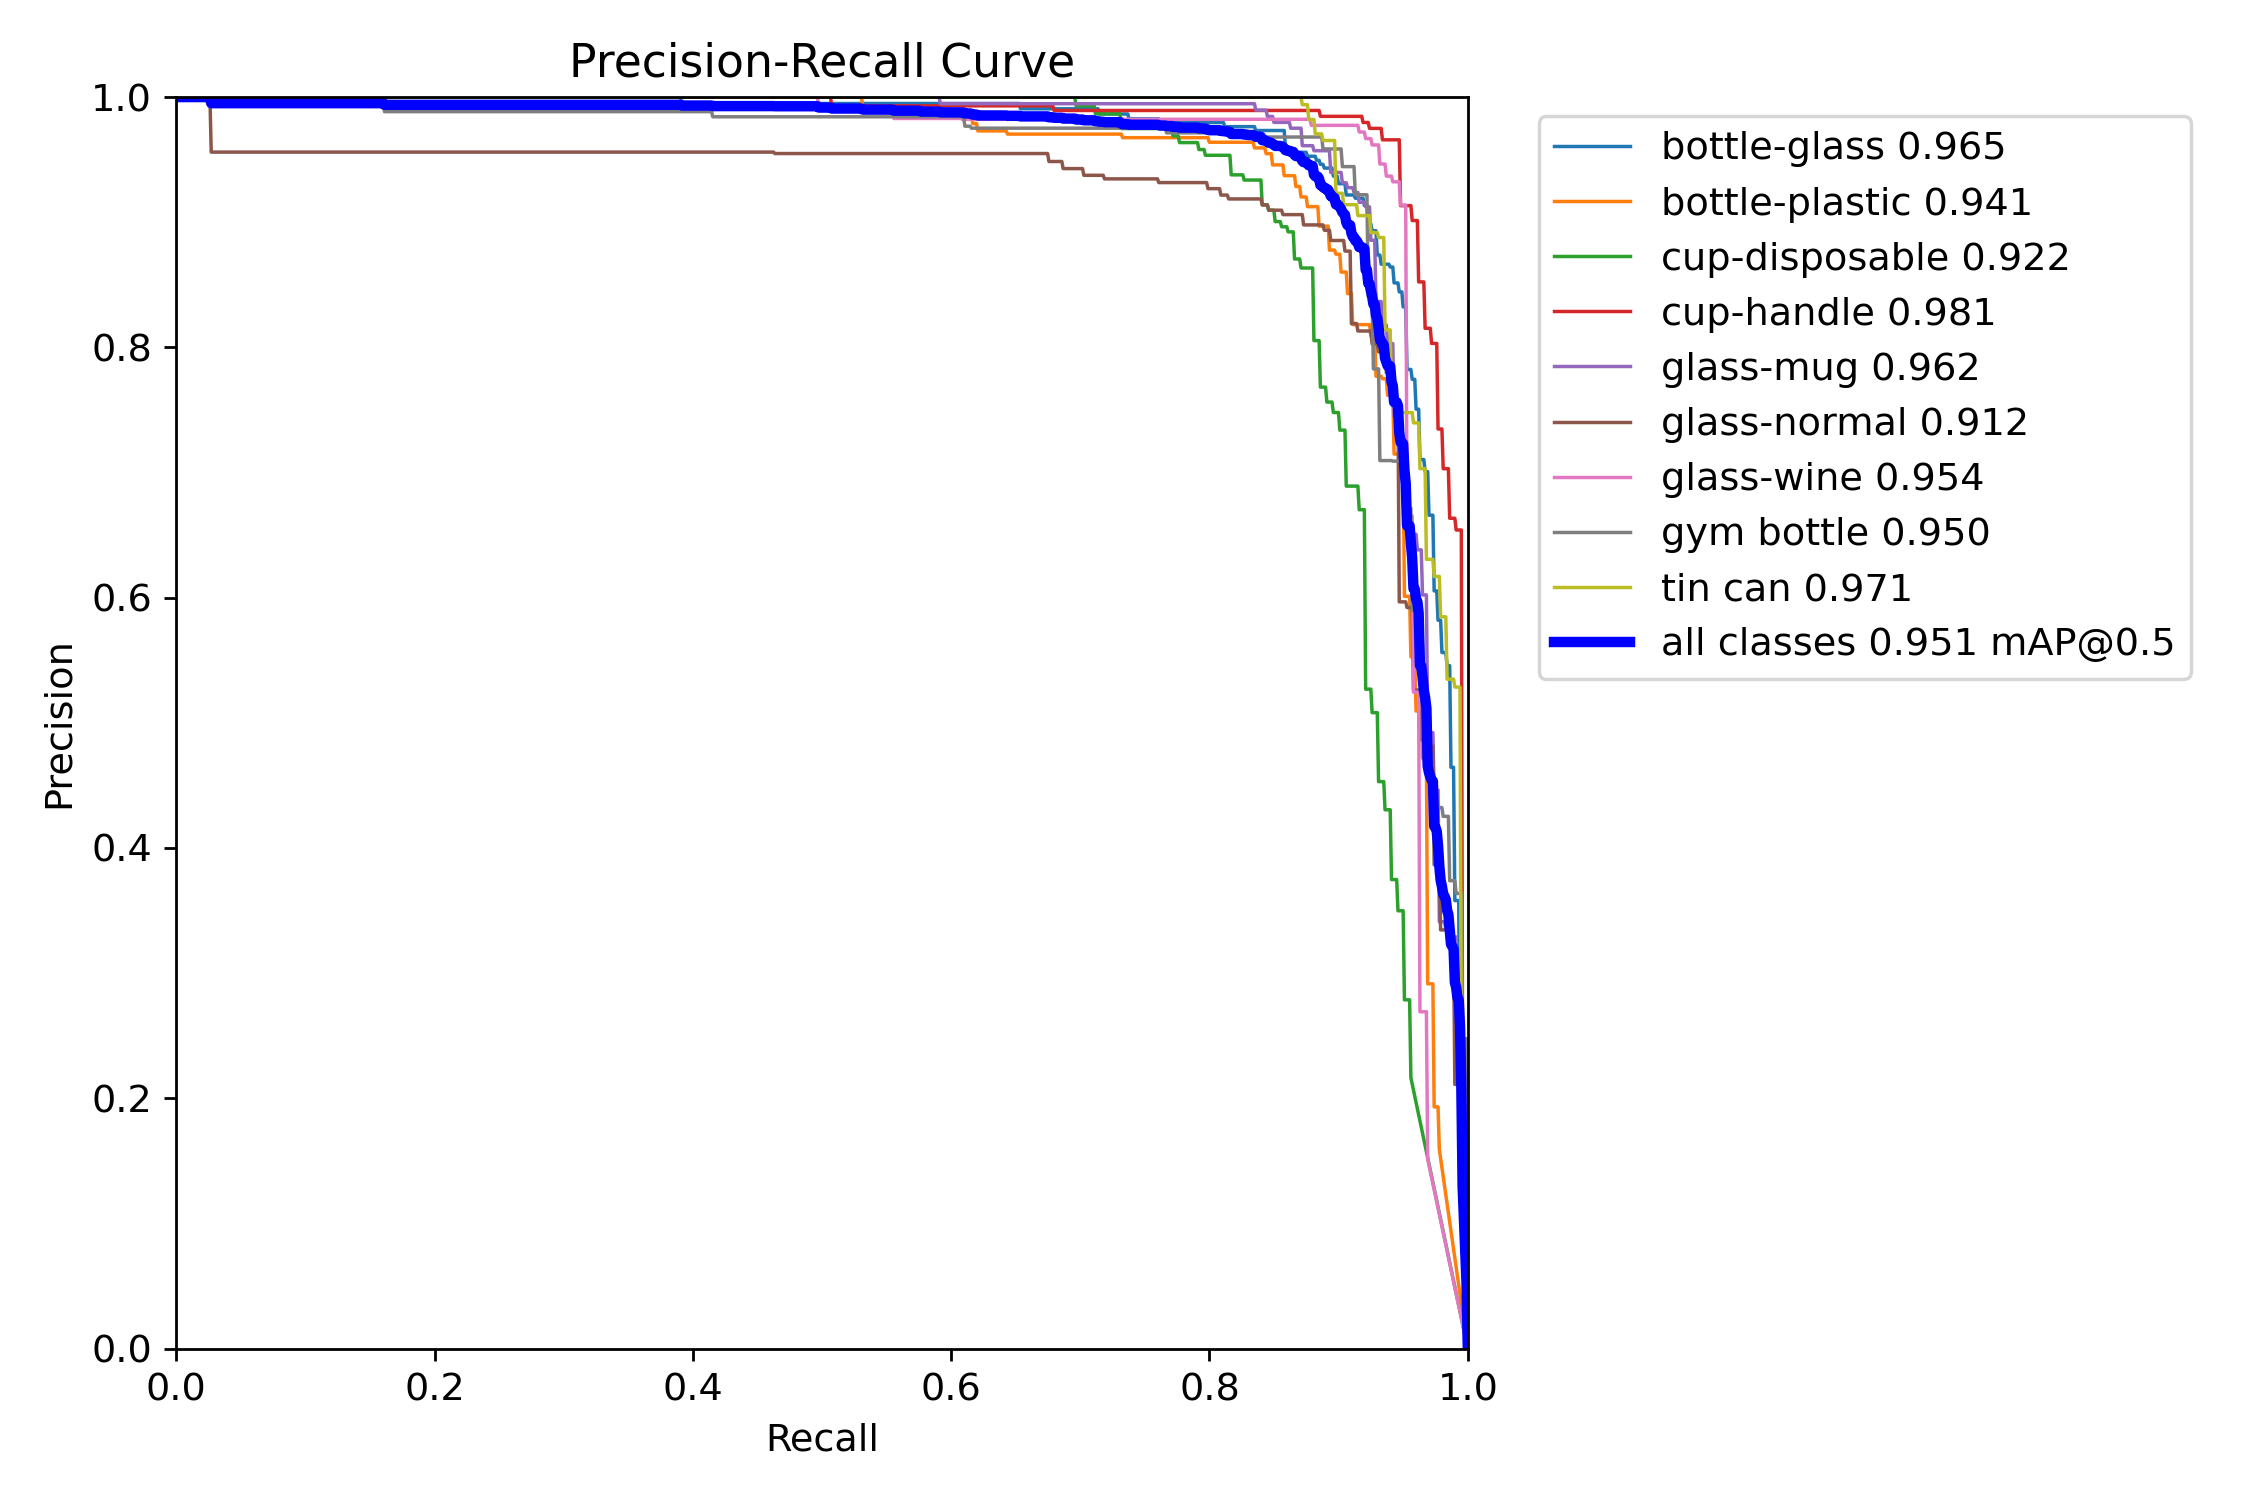 Precision-Recall Curve
1.0
0.8
0.6
0.4
0.2
0.0
Precision
0.0 0.2 0.4 0.6 0.8 1.0
Recall
bottle-glass 0.965
bottle-plastic 0.941
cup-disposable 0.922
cup-handle 0.981
glass-mug 0.962
glass-normal 0.912
glass-wine 0.954
gym bottle 0.950
tin can 0.971
all classes 0.951 mAP@0.5